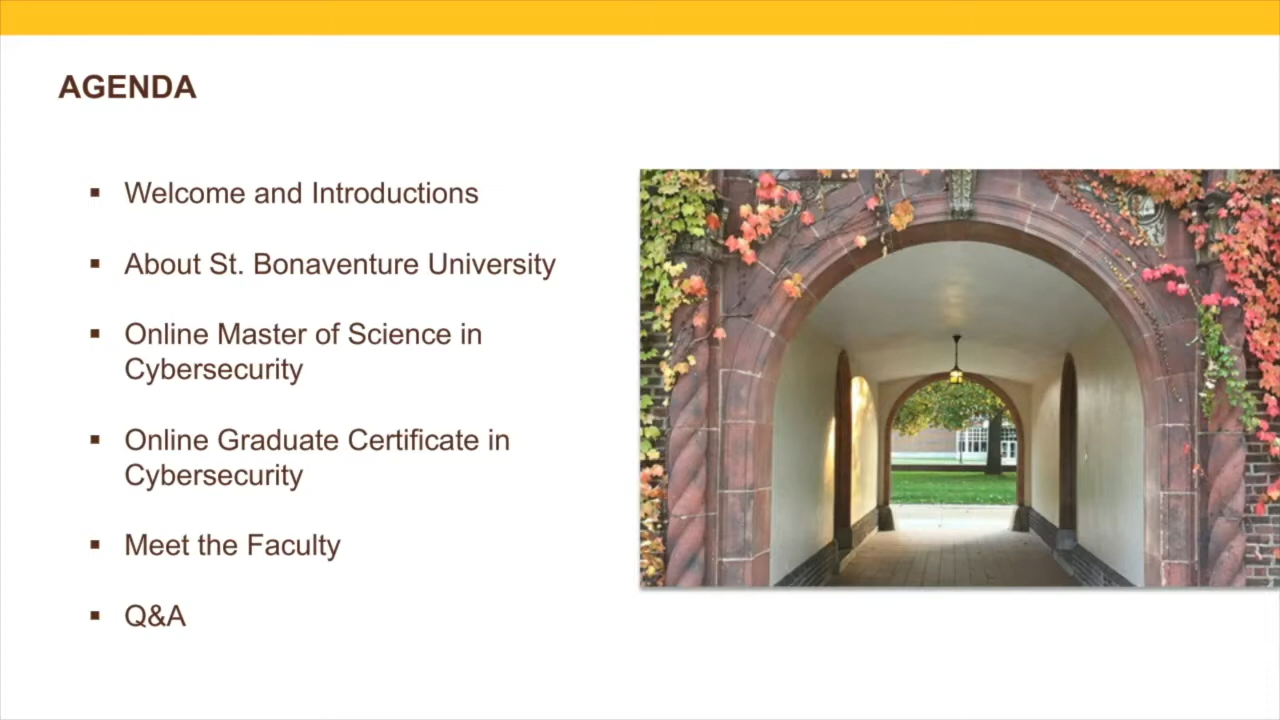 AGENDA
Welcome and Introductions
About St. Bonaventure University
Online Master of Science in
Cybersecurity
Online Graduate Certificate in
Cybersecurity
Meet the Faculty
Q&A